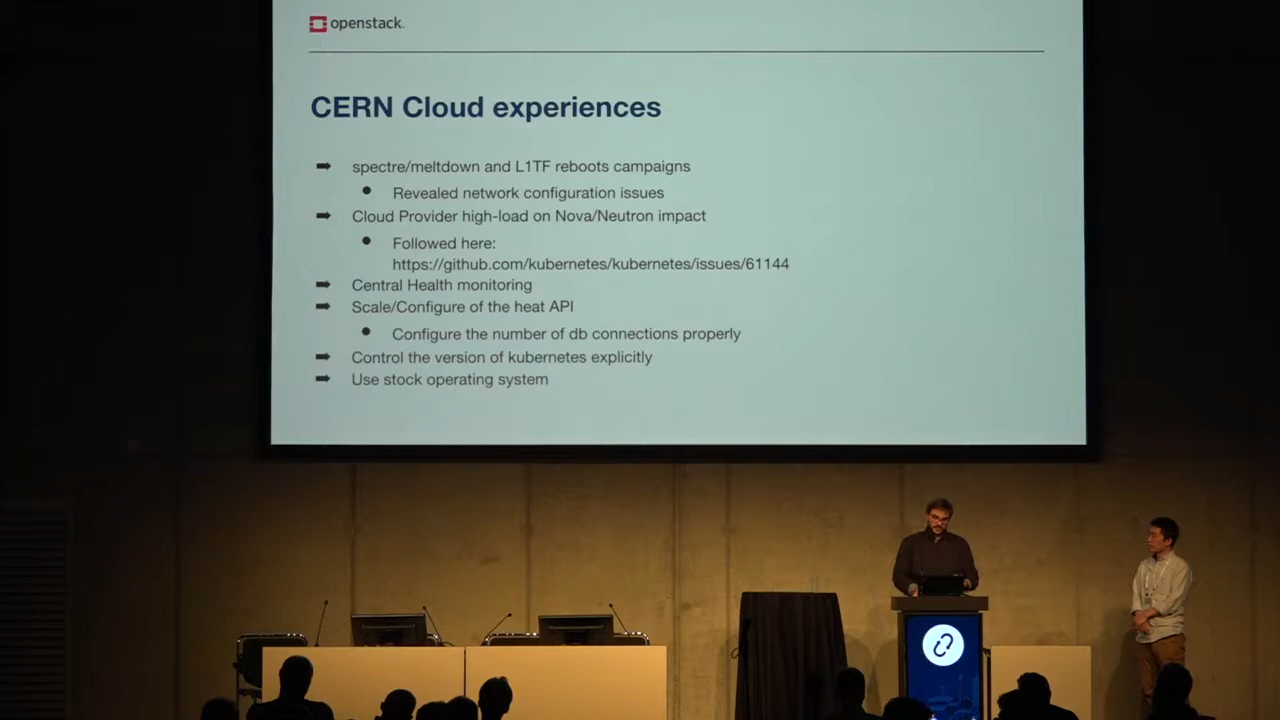 openstack.
CERN Cloud experiences
spectre/meltdown and L1TF reboots campaigns
Revealed network configuration issues
Cloud Provider high-load on Nova/Neutron impact
Followed here:
https://github.com/kubernetes/kubernetes/issues/61144
Central Health monitoring
Scale/Configure of the heat API
Configure the number of db connections properly
Control the version of kubernetes explicitly
Use stock operating system